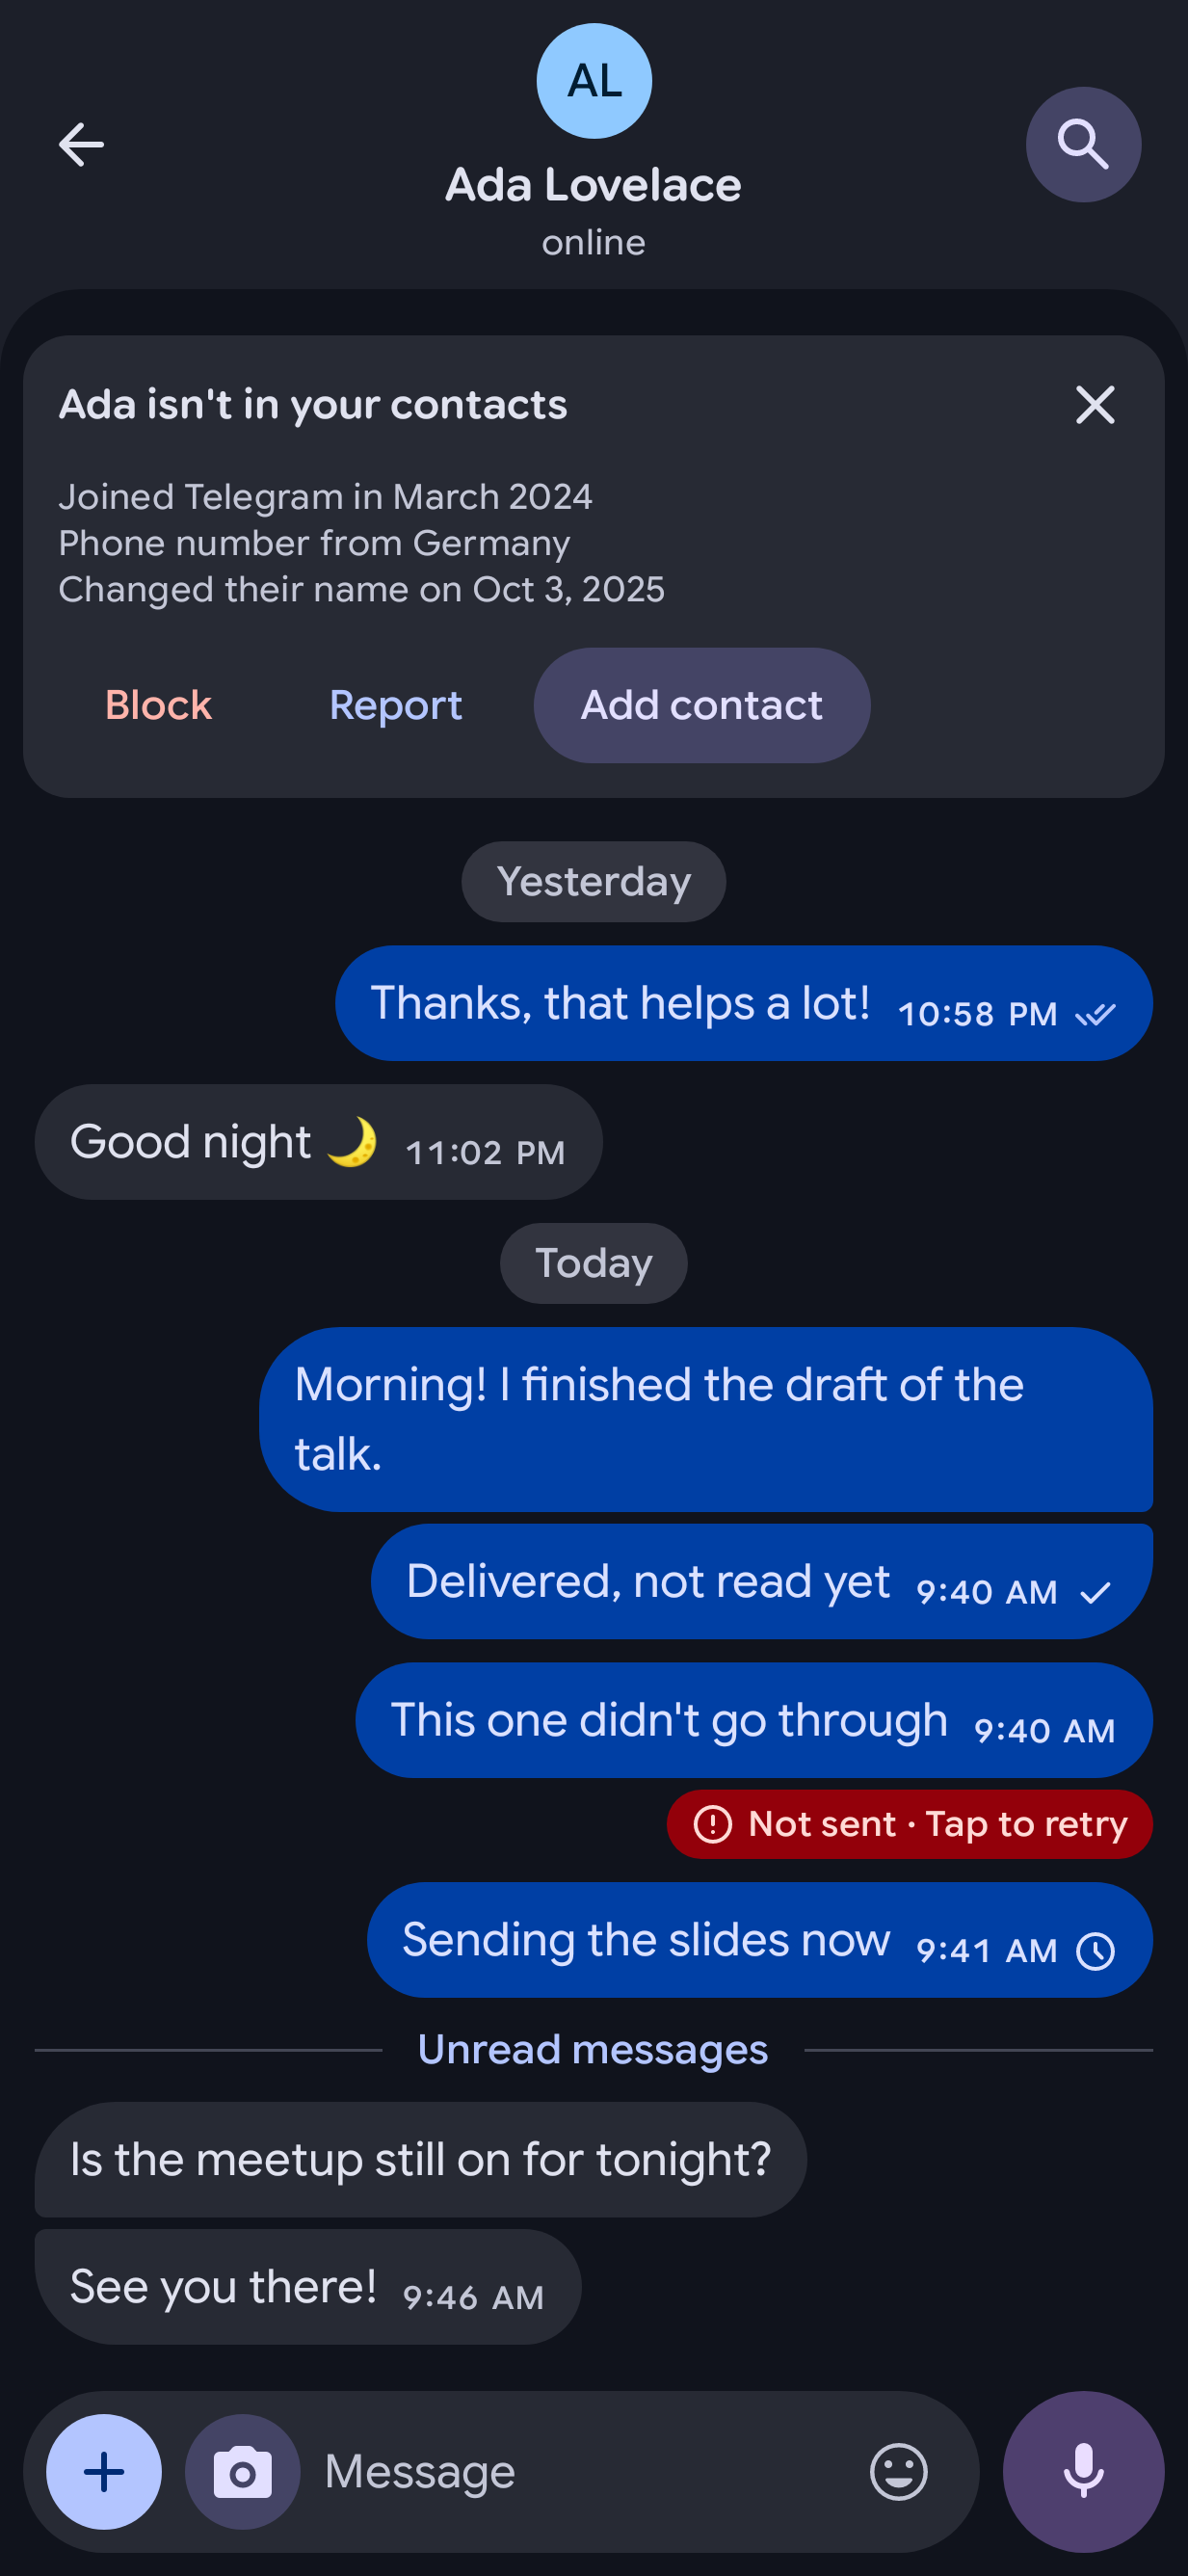 AL
Ada Lovelace
online
Ada isn't in your contacts
Joined Telegram in March 2024
Phone number from Germany
Changed their name on Oct 3, 2025
Block Report Add contact
Yesterday
Thanks, that helps a lot! 10:58 PM
Good night 🌙 11:02 PM
Today
Morning! I finished the draft of the
talk.
Delivered, not read yet 9:40 AM
This one didn't go through 9:40 AM
Not sent · Tap to retry
Sending the slides now 9:41 AM
Unread messages
Is the meetup still on for tonight?
See you there! 9:46 AM
Message